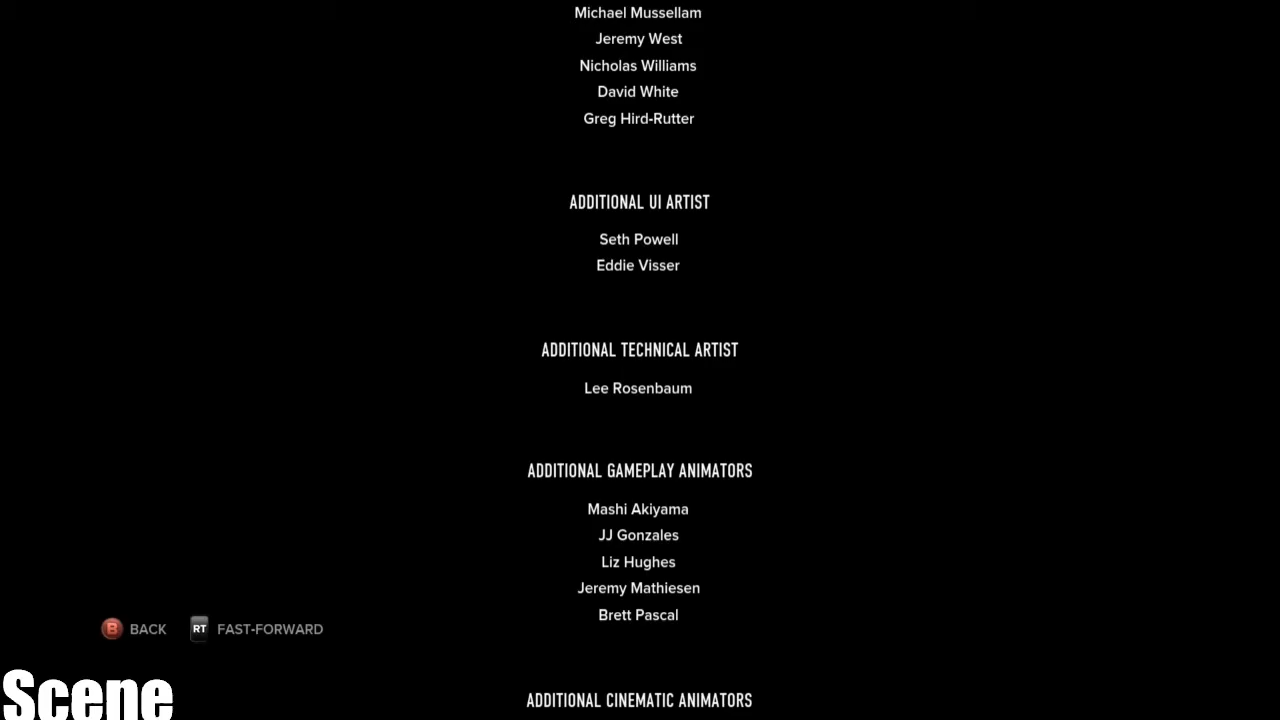 Michael Mussellam
Jeremy West
Nicholas Williams
David White
Greg Hird-Rutter
ADDITIONAL UI ARTIST
Seth Powell
Eddie Visser
ADDITIONAL TECHNICAL ARTIST
Lee Rosenbaum
ADDITIONAL GAMEPLAY ANIMATORS
Mashi Akiyama
JJ Gonzales
Liz Hughes
Jeremy Mathiesen
Brett Pascal
B BACK RT FAST-FORWARD
Scene
ADDITIONAL CINEMATIC ANIMATORS